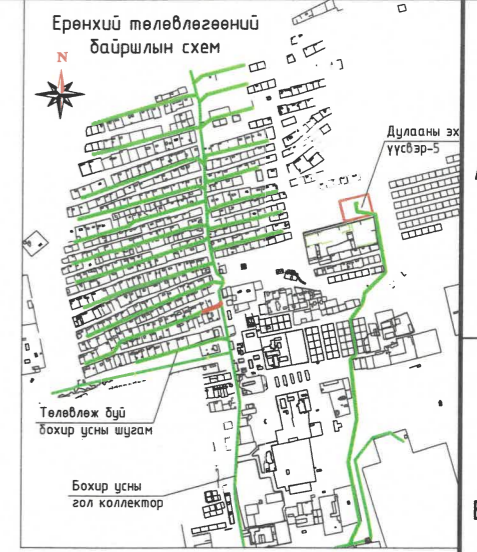 Ерөнхий төлөвлөгөөний
байршлын схем
N
Дулааны эх
үүсвэр-5
Төлөвлөж буй
бохир усны шугам
Бохир усны
гол коллектор